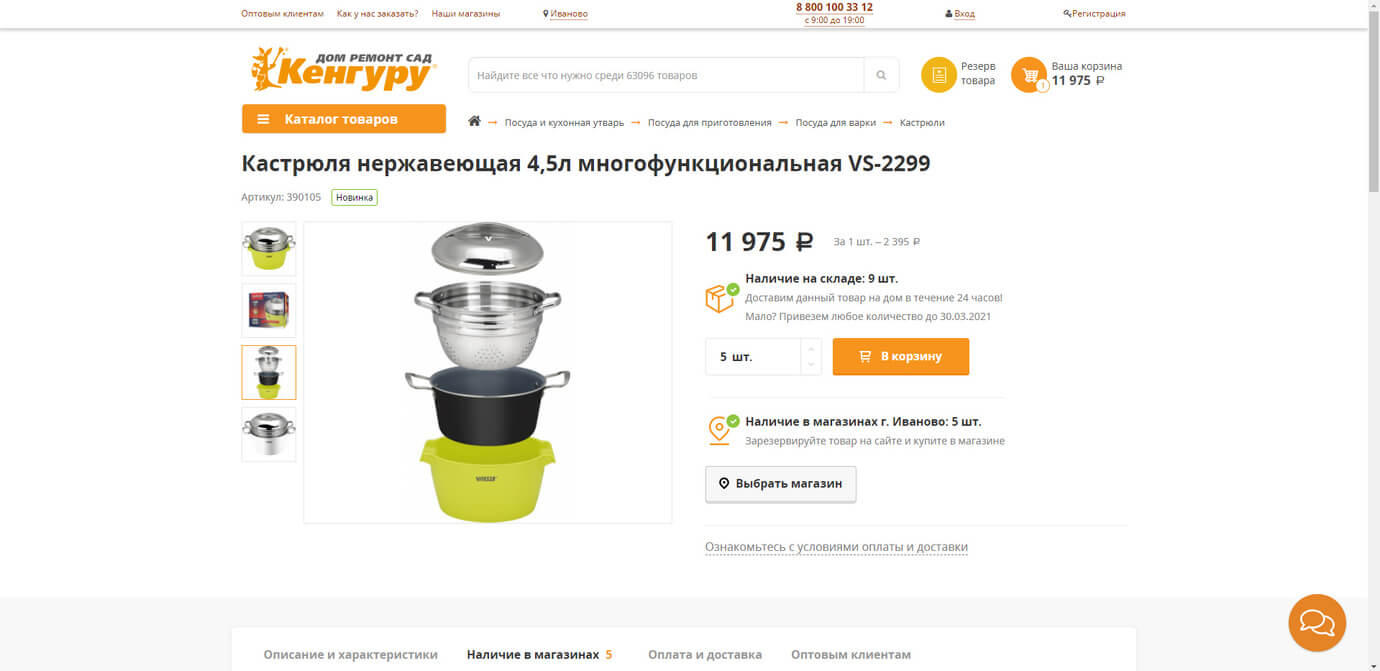 Оптовым клиентам Как у нас заказать? Наши магазины Иваново 8 800 100 33 12 Вход Регистрация
с 9:00 до 19:00
ДОМ РЕМОНТ САД
Кенгуру
Найдите все что нужно среди 63096 товаров
Резерв
товара
1
Ваша корзина
11 975 ₽
Каталог товаров
Посуда и кухонная утварь → Посуда для приготовления → Посуда для варки → Кастрюли
Кастрюля нержавеющая 4,5л многофункциональная VS-2299
Артикул: 390105 Новинка
11 975 ₽ За 1 шт. – 2 395 ₽
Наличие на складе: 9 шт.
Доставим данный товар на дом в течение 24 часов!
Мало? Привезем любое количество до 30.03.2021
5 шт. В корзину
Наличие в магазинах г. Иваново: 5 шт.
Зарезервируйте товар на сайте и купите в магазине
VITESSE
Выбрать магазин
Ознакомьтесь с условиями оплаты и доставки
Описание и характеристики Наличие в магазинах 5 Оплата и доставка Оптовым клиентам